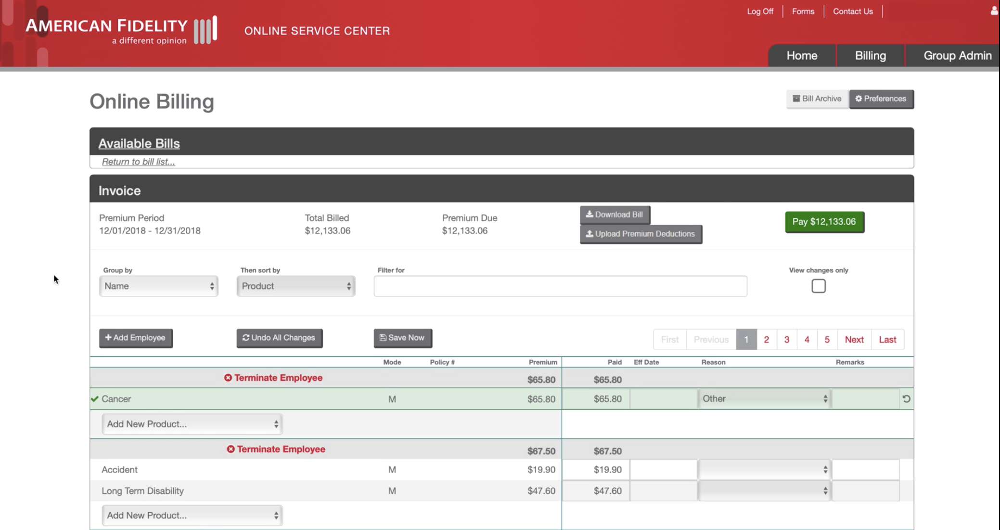 Log Off Forms Contact Us
AMERICAN FIDELITY
a different opinion
ONLINE SERVICE CENTER
Home Billing Group Admin
Online Billing
Bill Archive Preferences
Available Bills
Return to bill list...
Invoice
Premium Period Total Billed Premium Due
12/01/2018 - 12/31/2018 $12,133.06 $12,133.06
Download Bill
Upload Premium Deductions
Pay $12,133.06
Group by Then sort by Filter for View changes only
Name Product
Add Employee Undo All Changes Save Now First Previous 1 2 3 4 5 Next Last
Mode Policy # Premium Paid Eff Date Reason Remarks
Terminate Employee $65.80 $65.80
Cancer M $65.80 $65.80 Other
Add New Product...
Terminate Employee $67.50 $67.50
Accident M $19.90 $19.90
Long Term Disability M $47.60 $47.60
Add New Product...